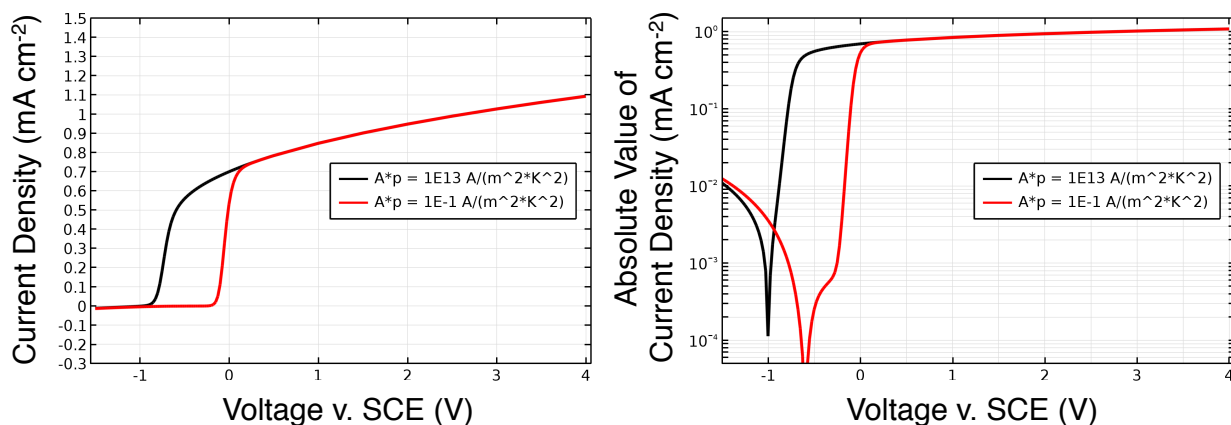 Current Density (mA cm-2)
1.5
1.4
1.3
1.2
1.1
1
0.9
0.8
0.7
0.6
0.5
0.4
0.3
0.2
0.1
0
-0.1
-0.2
-0.3
A*p = 1E13 A/(m^2*K^2)
A*p = 1E-1 A/(m^2*K^2)
-1 0 1 2 3 4
Voltage v. SCE (V)
Absolute Value of
Current Density (mA cm-2)
10⁰
10⁻¹
10⁻²
10⁻³
10⁻⁴
A*p = 1E13 A/(m^2*K^2)
A*p = 1E-1 A/(m^2*K^2)
-1 0 1 2 3 4
Voltage v. SCE (V)